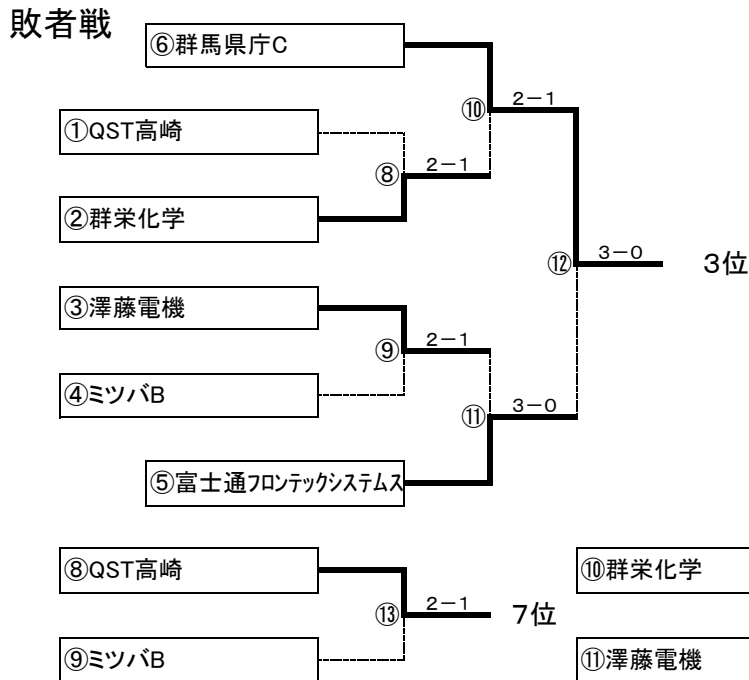 敗者戦
⑥群馬県庁C
⑩
2－1
①QST高崎
⑧
2－1
②群栄化学
⑫
3－0
3位
③澤藤電機
⑨
2－1
④ミツバB
⑪
3－0
⑤富士通フロンテックシステムス
⑧QST高崎
⑩群栄化学
⑬
2－1
7位
⑨ミツバB
⑪澤藤電機